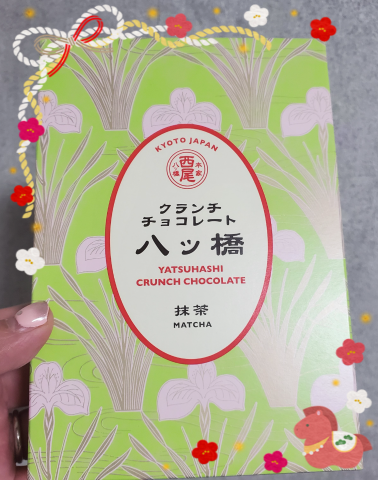 KYOTO JAPAN
本家
西尾
八橋
クランチ
チョコレート
八ッ橋
YATSUHASHI
CRUNCH CHOCOLATE
抹茶
MATCHA